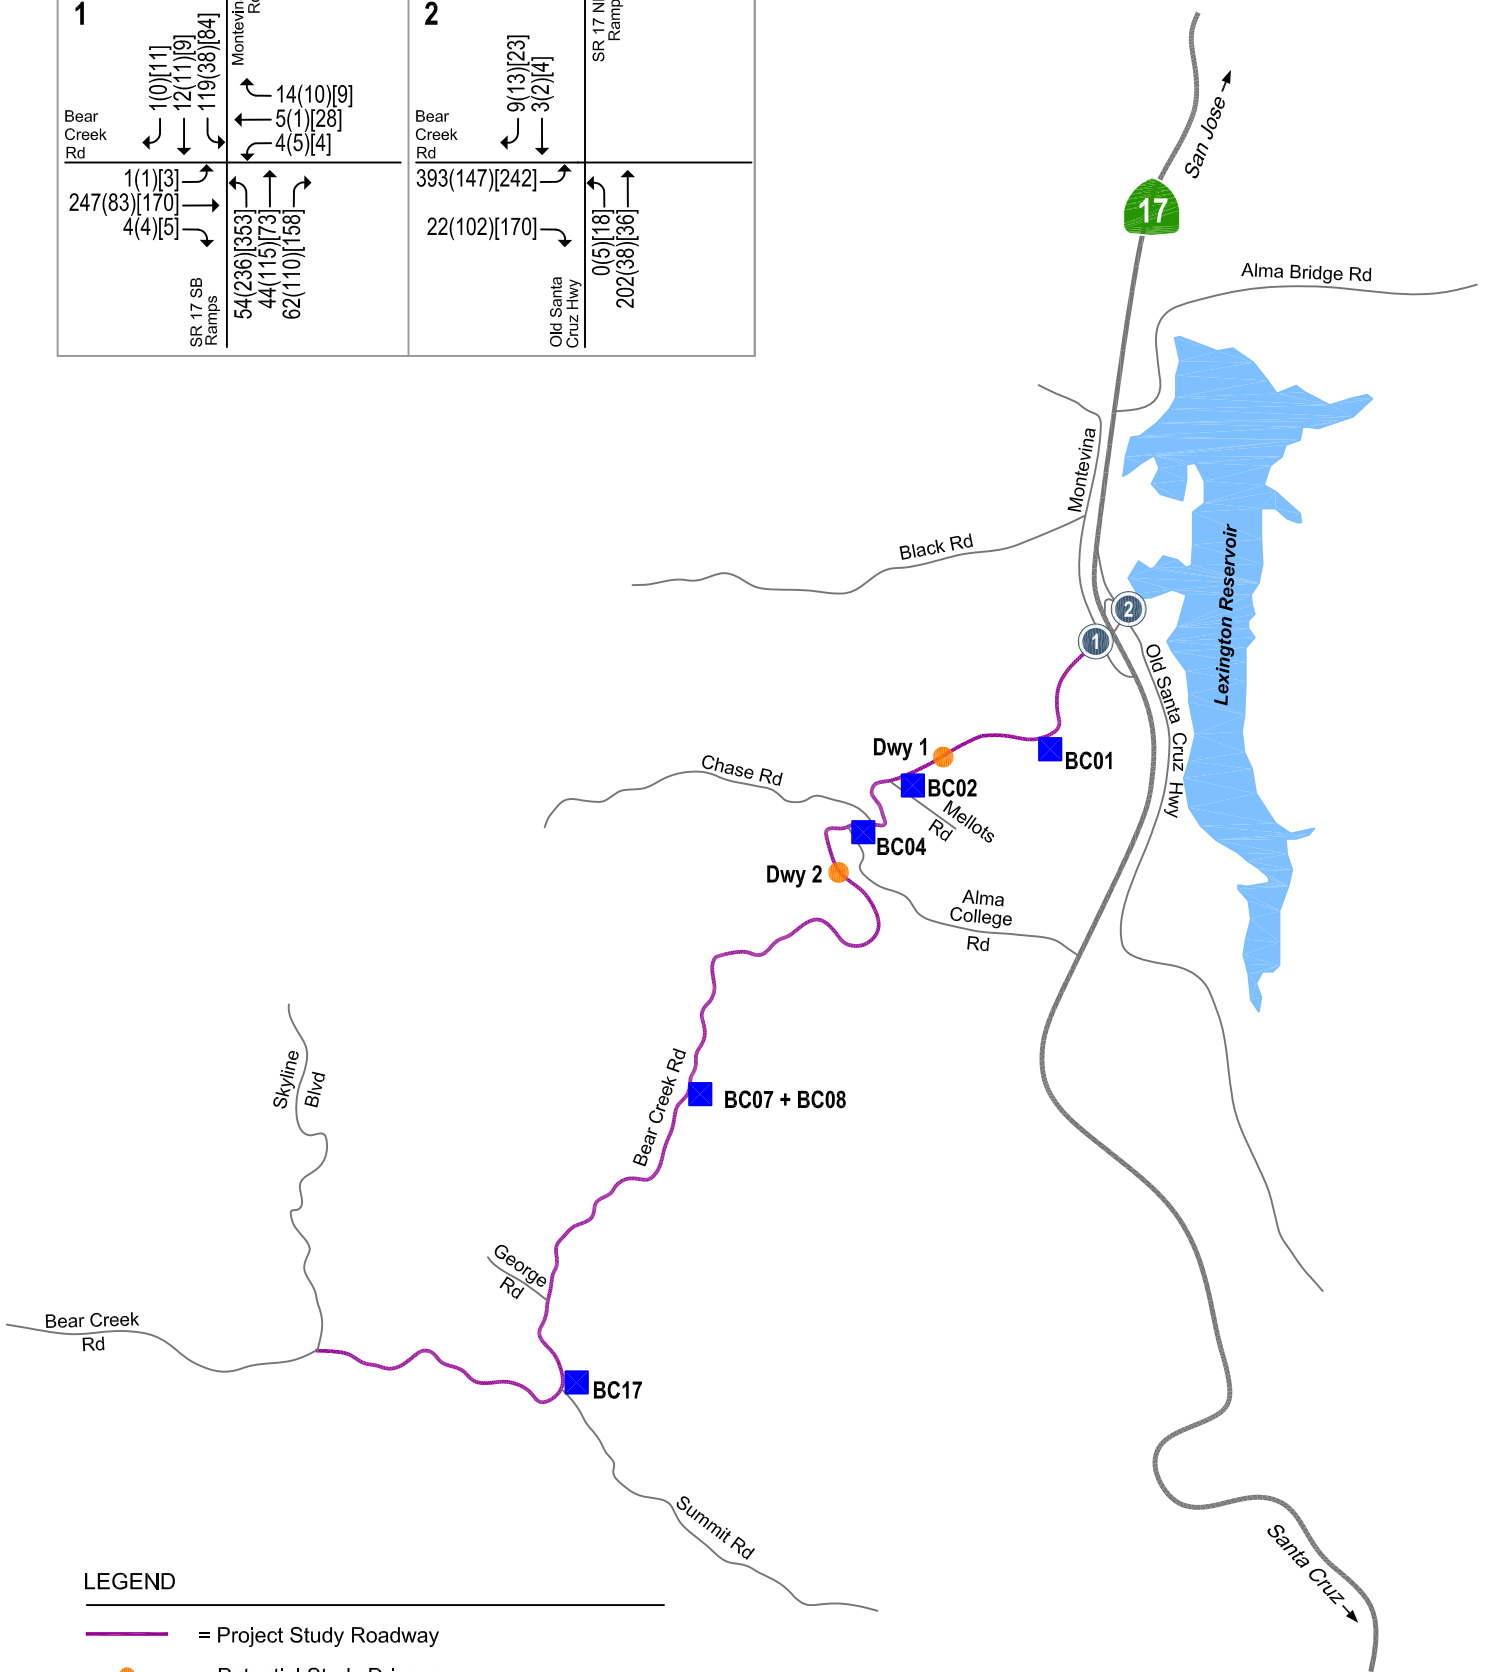 1
1(0)[11]
12(11)[9]
119(38)[84]
14(10)[9]
5(1)[28]
4(5)[4]
Bear
Creek
Rd
1(1)[3]
247(83)[170]
4(4)[5]
54(236)[353]
44(115)[73]
62(110)[158]
SR 17 SB
Ramps
2
SR 17
9(13)[23]
3(2)[4]
Bear
Creek
Rd
393(147)[242]
22(102)[170]
0(5)[18]
202(38)[36]
Old Santa
Cruz Hwy
San Jose
17
Alma Bridge Rd
Montevina
Black Rd
Lexington Reservoir
2
1
Old Santa Cruz Hwy
Dwy 1
BC01
Chase Rd
BC02
Mellots
Rd
BC04
Dwy 2
Alma
College
Rd
Skyline
Blvd
Bear Creek Rd
BC07 + BC08
George
Rd
Bear Creek
Rd
BC17
Summit Rd
Santa Cruz
LEGEND
= Project Study Roadway